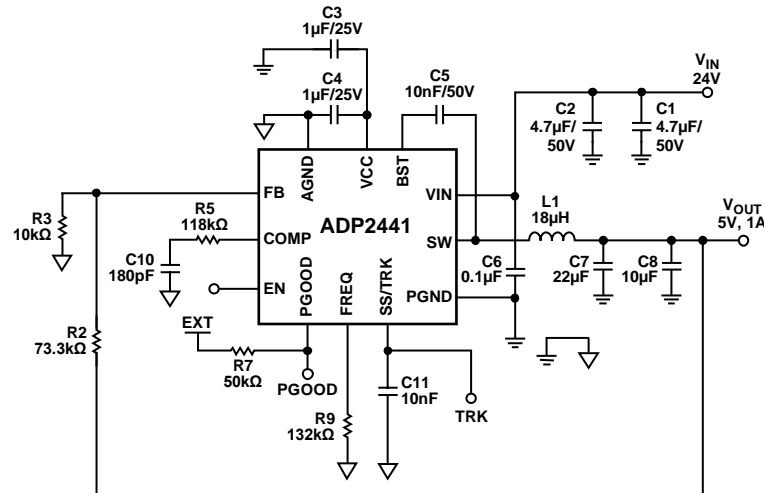 C3
1µF/25V
C4
1µF/25V
C5
10nF/50V
VIN
24V
C2
4.7µF/
50V
C1
4.7µF/
50V
AGND
VCC
BST
FB
VIN
ADP2441
R3
10kΩ
R5
118kΩ
COMP
SW
L1
18µH
VOUT
5V, 1A
C10
180pF
EN
PGOOD
FREQ
SS/TRK
PGND
C6
0.1µF
C7
22µF
C8
10µF
R2
73.3kΩ
EXT
R7
50kΩ
PGOOD
C11
10nF
TRK
R9
132kΩ